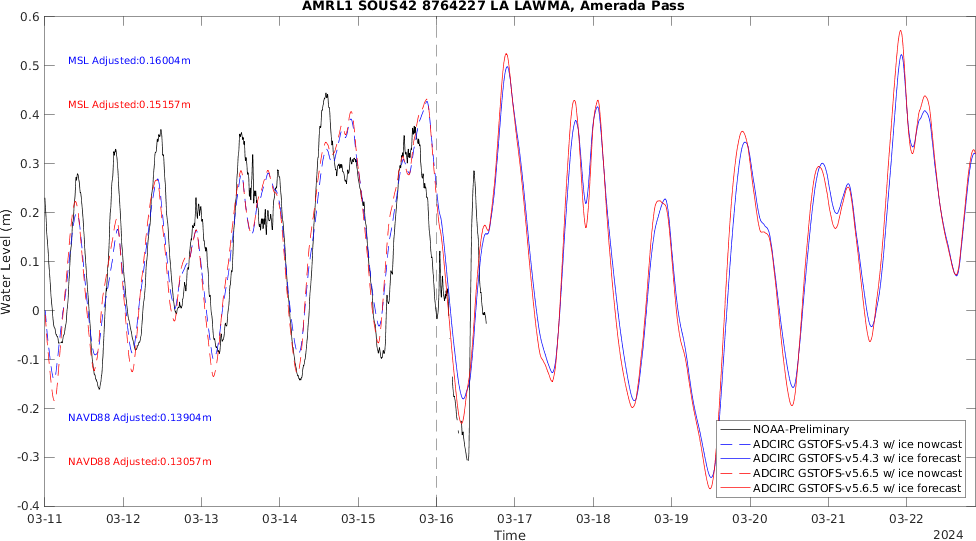 AMRL1 SOUS42 8764227 LA LAWMA, Amerada Pass
0.6
0.5
0.4
0.3
0.2
0.1
0
-0.1
-0.2
-0.3
-0.4
Water Level (m)
MSL Adjusted:0.16004m
MSL Adjusted:0.15157m
NAVD88 Adjusted:0.13904m
NAVD88 Adjusted:0.13057m
NOAA-Preliminary
ADCIRC GSTOFS-v5.4.3 w/ ice nowcast
ADCIRC GSTOFS-v5.4.3 w/ ice forecast
ADCIRC GSTOFS-v5.6.5 w/ ice nowcast
ADCIRC GSTOFS-v5.6.5 w/ ice forecast
03-11 03-12 03-13 03-14 03-15 03-16 03-17 03-18 03-19 03-20 03-21 03-22
Time
2024